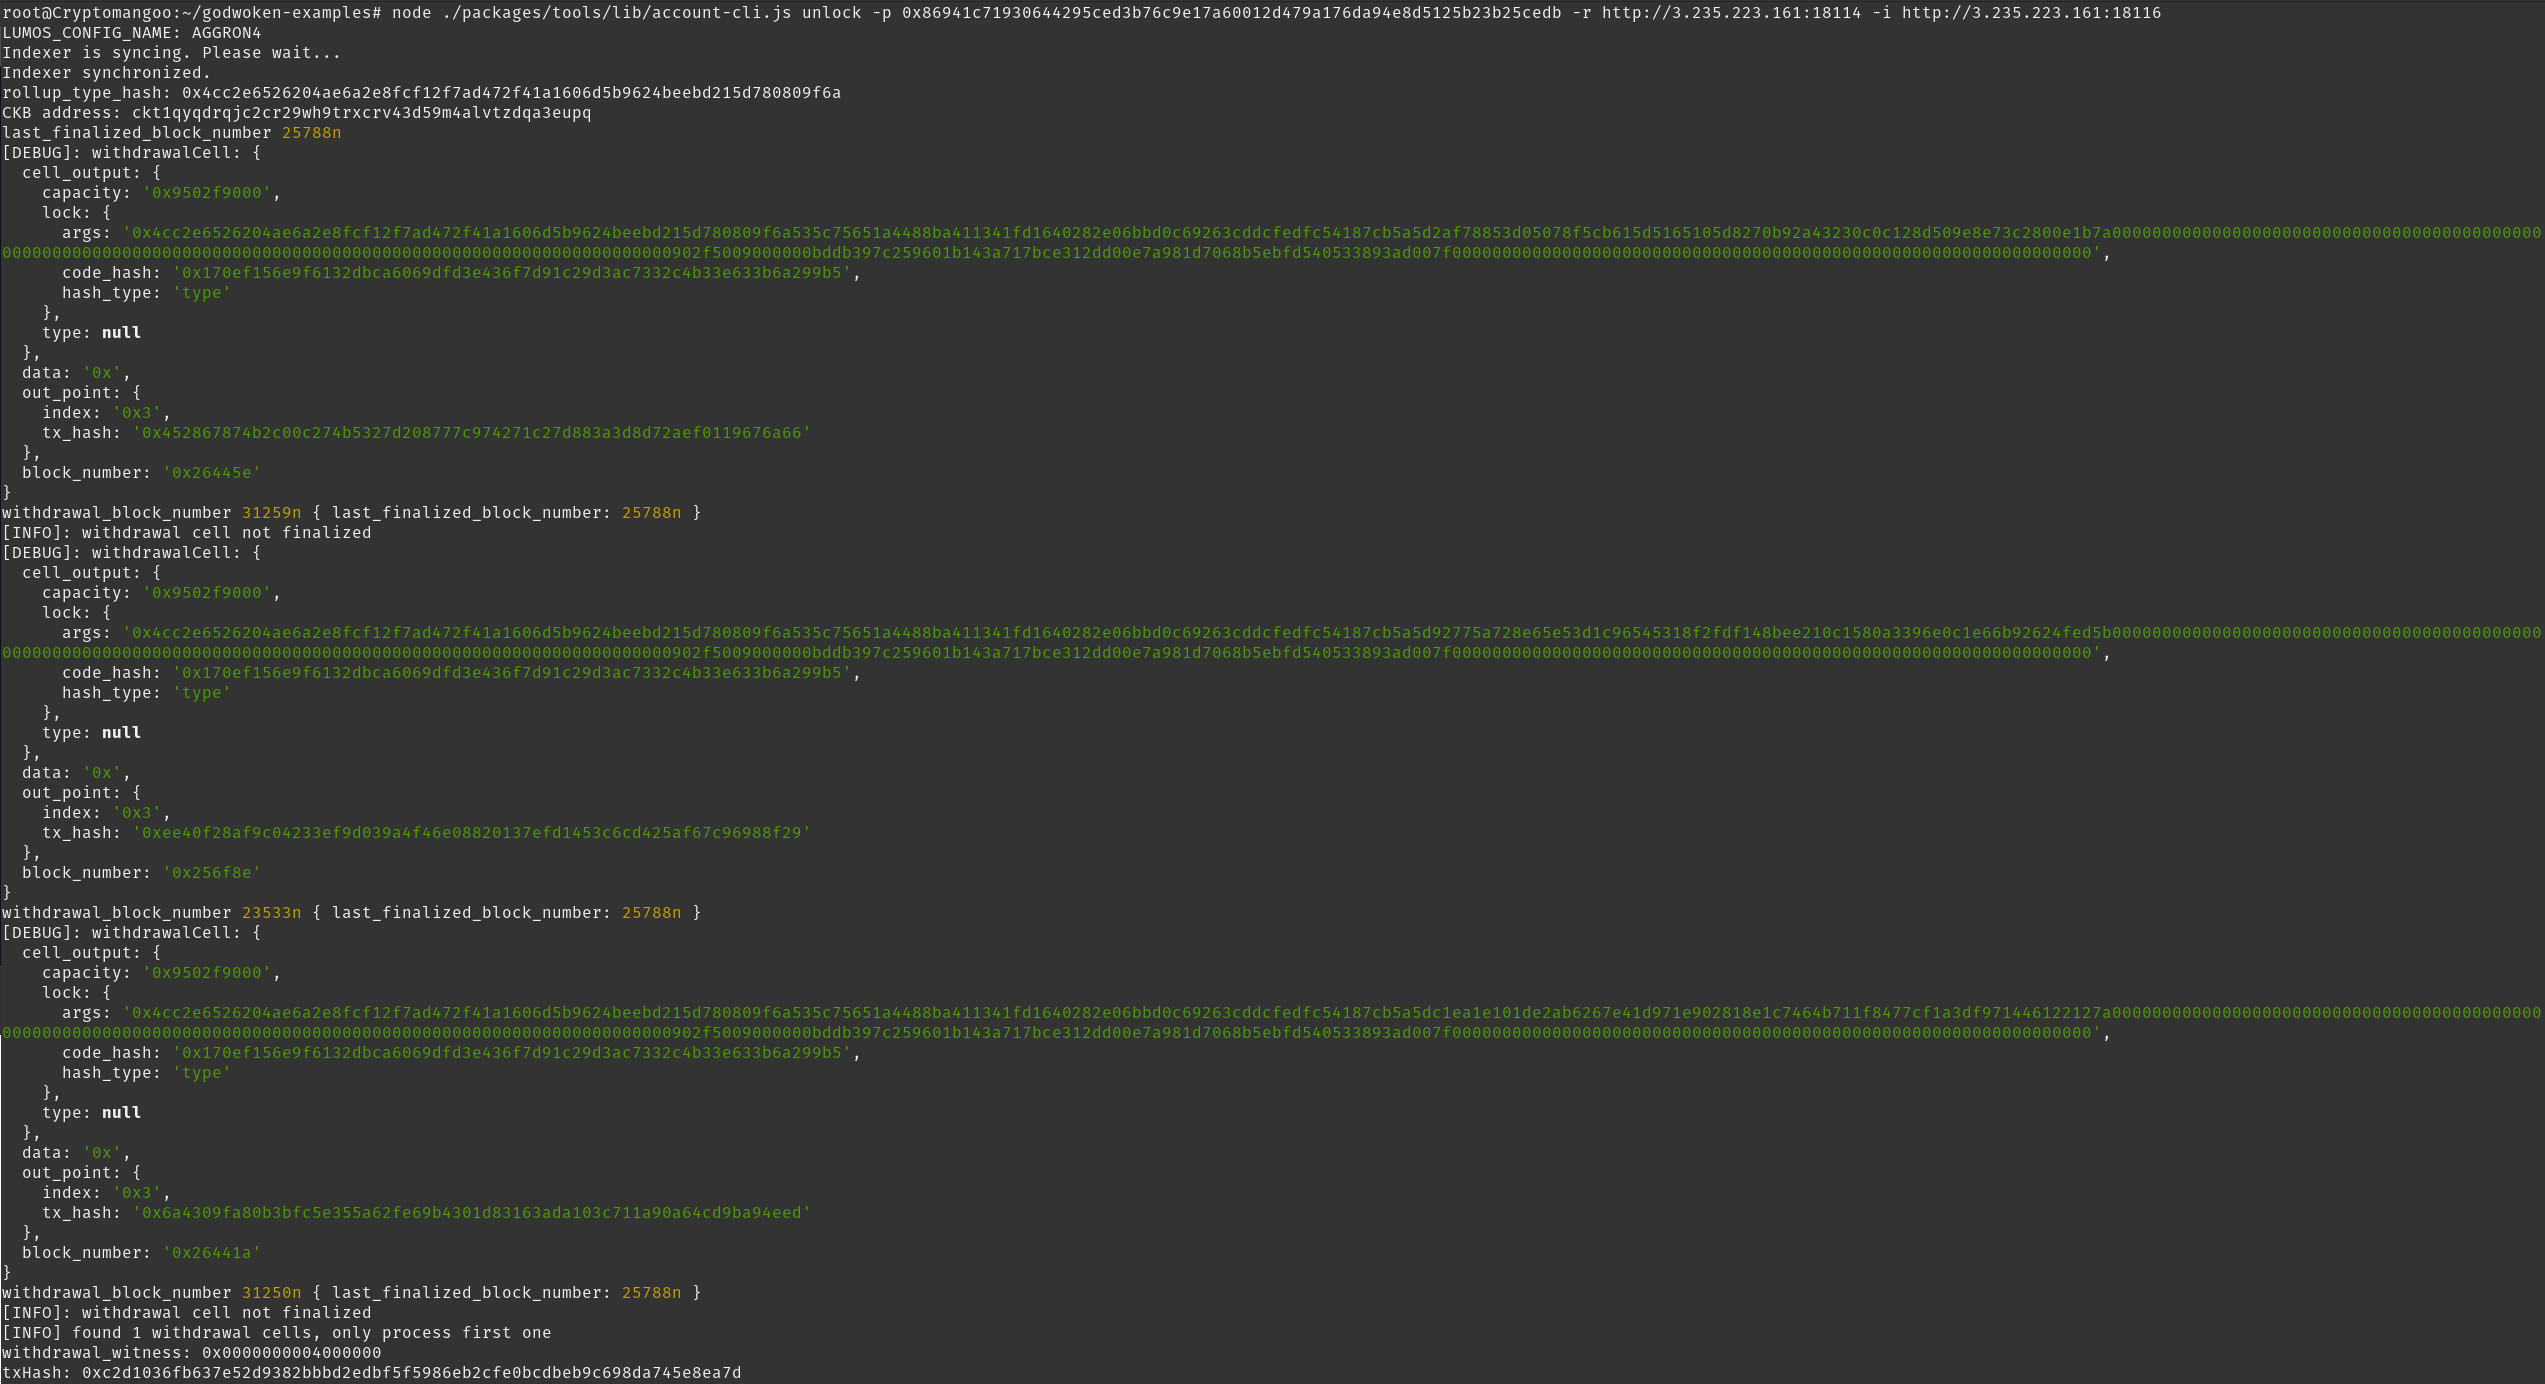 root@Cryptomangoo:~/godwoken-examples# node ./packages/tools/lib/account-cli.js unlock -p 0x86941c71930644295ced3b76c9e17a60012d479a176da94e8d5125b23b25cedb -r http://3.235.223.161:18114 -i http://3.235.223.161:18116
LUMOS_CONFIG_NAME: AGGRON4
Indexer is syncing. Please wait...
Indexer synchronized.
rollup_type_hash: 0x4cc2e6526204ae6a2e8fcf12f7ad472f41a1606d5b9624beebd215d780809f6a
CKB address: ckt1qyqdrqjc2cr29wh9trxcrv43d59m4alvtzdqa3eupq
last_finalized_block_number 25788n
[DEBUG]: withdrawalCell: {
  cell_output: {
    capacity: '0x9502f9000',
    lock: {
      args: '0x4cc2e6526204ae6a2e8fcf12f7ad472f41a1606d5b9624beebd215d780809f6a535c75651a4488ba411341fd1640282e06bbd0c69263cddcfedfc54187cb5a5d2af78853d05078f5cb615d5165105d8270b92a43230c0c128d509e8e73c2800e1b7a0000000000000000000000000000000000000000000
0000000000000000000000000000000000000000000000000000000000000000000902f5009000000bddb397c259601b143a717bce312dd00e7a981d7068b5ebfd540533893ad007f0000000000000000000000000000000000000000000000000000000000000000',
      code_hash: '0x170ef156e9f6132dbca6069dfd3e436f7d91c29d3ac7332c4b33e633b6a299b5',
      hash_type: 'type'
    },
    type: null
  },
  data: '0x',
  out_point: {
    index: '0x3',
    tx_hash: '0x452867874b2c00c274b5327d208777c974271c27d883a3d8d72aef0119676a66'
  },
  block_number: '0x26445e'
}
withdrawal_block_number 31259n { last_finalized_block_number: 25788n }
[INFO]: withdrawal cell not finalized
[DEBUG]: withdrawalCell: {
  cell_output: {
    capacity: '0x9502f9000',
    lock: {
      args: '0x4cc2e6526204ae6a2e8fcf12f7ad472f41a1606d5b9624beebd215d780809f6a535c75651a4488ba411341fd1640282e06bbd0c69263cddcfedfc54187cb5a5d92775a728e65e53d1c96545318f2fdf148bee210c1580a3396e0c1e66b92624fed5b0000000000000000000000000000000000000000000
0000000000000000000000000000000000000000000000000000000000000000000902f5009000000bddb397c259601b143a717bce312dd00e7a981d7068b5ebfd540533893ad007f0000000000000000000000000000000000000000000000000000000000000000',
      code_hash: '0x170ef156e9f6132dbca6069dfd3e436f7d91c29d3ac7332c4b33e633b6a299b5',
      hash_type: 'type'
    },
    type: null
  },
  data: '0x',
  out_point: {
    index: '0x3',
    tx_hash: '0xee40f28af9c04233ef9d039a4f46e08820137efd1453c6cd425af67c96988f29'
  },
  block_number: '0x256f8e'
}
withdrawal_block_number 23533n { last_finalized_block_number: 25788n }
[DEBUG]: withdrawalCell: {
  cell_output: {
    capacity: '0x9502f9000',
    lock: {
      args: '0x4cc2e6526204ae6a2e8fcf12f7ad472f41a1606d5b9624beebd215d780809f6a535c75651a4488ba411341fd1640282e06bbd0c69263cddcfedfc54187cb5a5dc1ea1e101de2ab6267e41d971e902818e1c7464b711f8477cf1a3df971446122127a0000000000000000000000000000000000000000000
0000000000000000000000000000000000000000000000000000000000000000000902f5009000000bddb397c259601b143a717bce312dd00e7a981d7068b5ebfd540533893ad007f0000000000000000000000000000000000000000000000000000000000000000',
      code_hash: '0x170ef156e9f6132dbca6069dfd3e436f7d91c29d3ac7332c4b33e633b6a299b5',
      hash_type: 'type'
    },
    type: null
  },
  data: '0x',
  out_point: {
    index: '0x3',
    tx_hash: '0x6a4309fa80b3bfc5e355a62fe69b4301d83163ada103c711a90a64cd9ba94eed'
  },
  block_number: '0x26441a'
}
withdrawal_block_number 31250n { last_finalized_block_number: 25788n }
[INFO]: withdrawal cell not finalized
[INFO] found 1 withdrawal cells, only process first one
withdrawal_witness: 0x0000000004000000
txHash: 0xc2d1036fb637e52d9382bbbd2edbf5f5986eb2cfe0bcdbeb9c698da745e8ea7d